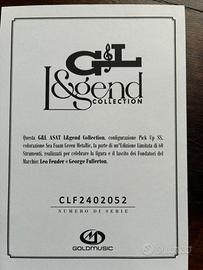 G&L
L&gend
COLLECTION
Questa G&L ASAT L&gend Collection, configurazione Pick Up SS,
colorazione Sea Foam Green Metallic, fa parte di un'Edizione Limitata di 60
Strumenti, realizzati per celebrare la figura e il lascito dei Fondatori del
Marchio: Leo Fender e George Fullerton.
CLF2402052
NUMERO DI SERIE
GOLDMUSIC